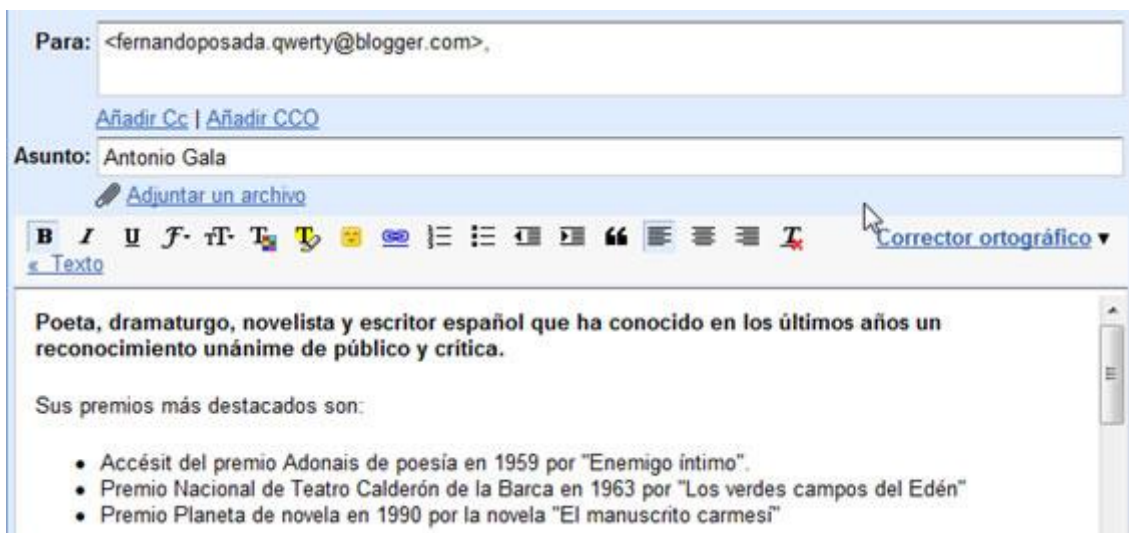 Para: <fernandoposada.qwerty@blogger.com>,
Añadir Cc | Añadir CCO
Asunto: Antonio Gala
Adjuntar un archivo
B I U F T T T Corrector ortográfico
« Texto
Poeta, dramaturgo, novelista y escritor español que ha conocido en los últimos años un
reconocimiento unánime de público y crítica.
Sus premios más destacados son:
• Accésit del premio Adonais de poesía en 1959 por "Enemigo íntimo".
• Premio Nacional de Teatro Calderón de la Barca en 1963 por "Los verdes campos del Edén"
• Premio Planeta de novela en 1990 por la novela "El manuscrito carmesí"